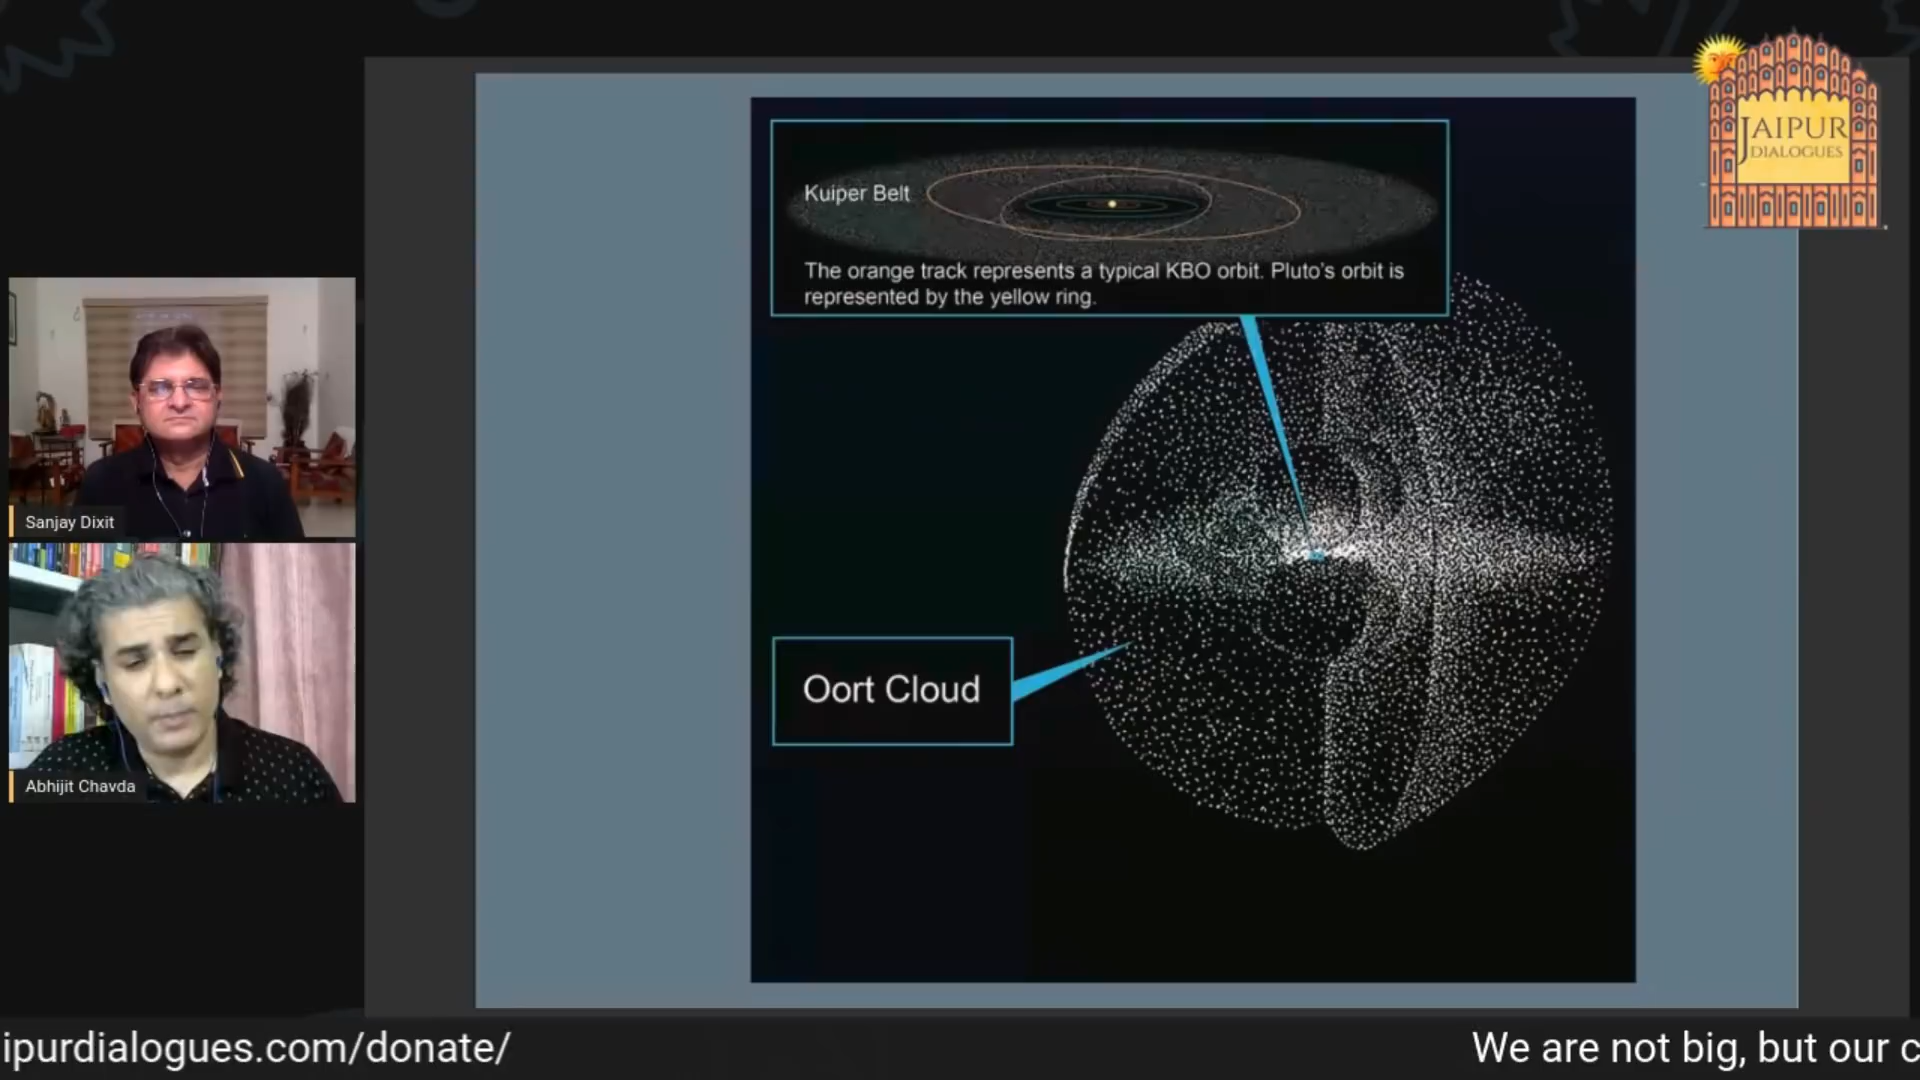 JAIPUR
DIALOGUES
Kuiper Belt
The orange track represents a typical KBO orbit. Pluto's orbit is
represented by the yellow ring.
Sanjay Dixit
Oort Cloud
Abhijit Chavda
ipurdialogues.com/donate/
We are not big, but our c